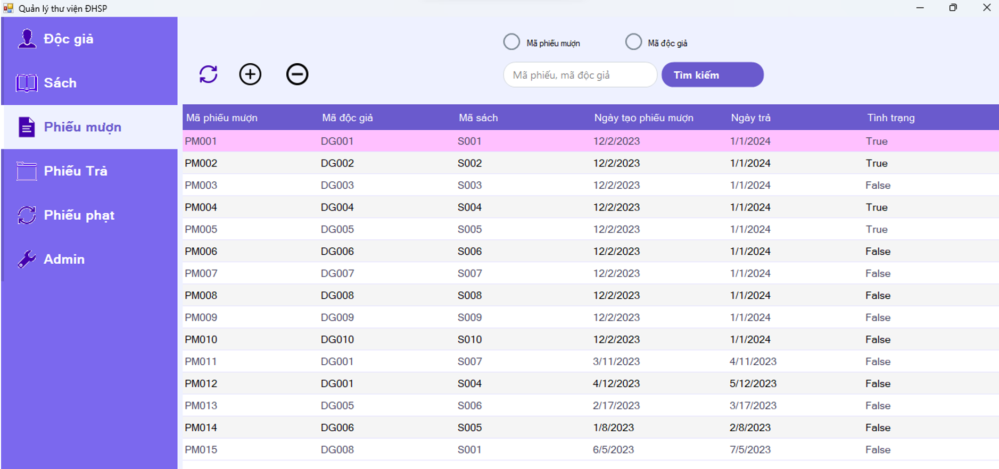 Quản lý thư viện ĐHSP
Độc giả
Sách
Phiếu mượn
Phiếu Trả
Phiếu phạt
Admin
Mã phiếu mượn Mã độc giả
Mã phiếu, mã độc giả Tìm kiếm
Mã phiếu mượn Mã độc giả Mã sách Ngày tạo phiếu mượn Ngày trả Tình trạng
PM001 DG001 S001 12/2/2023 1/1/2024 True
PM002 DG002 S002 12/2/2023 1/1/2024 True
PM003 DG003 S003 12/2/2023 1/1/2024 False
PM004 DG004 S004 12/2/2023 1/1/2024 True
PM005 DG005 S005 12/2/2023 1/1/2024 True
PM006 DG006 S006 12/2/2023 1/1/2024 False
PM007 DG007 S007 12/2/2023 1/1/2024 False
PM008 DG008 S008 12/2/2023 1/1/2024 False
PM009 DG009 S009 12/2/2023 1/1/2024 False
PM010 DG010 S010 12/2/2023 1/1/2024 False
PM011 DG001 S007 3/11/2023 4/11/2023 False
PM012 DG001 S004 4/12/2023 5/12/2023 False
PM013 DG005 S006 2/17/2023 3/17/2023 False
PM014 DG006 S005 1/8/2023 2/8/2023 False
PM015 DG008 S001 6/5/2023 7/5/2023 False